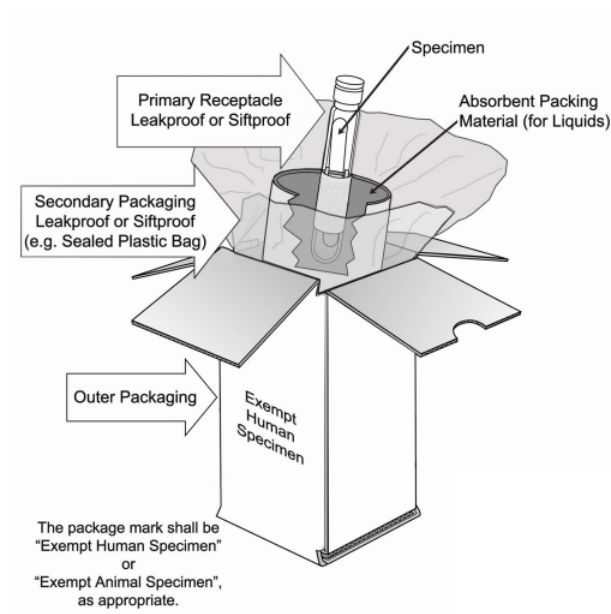 Specimen
Primary Receptacle
Leakproof or Siftproof
Absorbent Packing
Material (for Liquids)
Secondary Packaging
Leakproof or Siftproof
(e.g. Sealed Plastic Bag)
Outer Packaging
Exempt
Human
Specimen
The package mark shall be
“Exempt Human Specimen”
or
“Exempt Animal Specimen”,
as appropriate.